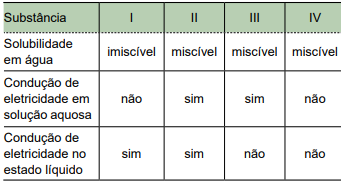 Substância I II III IV
Solubilidade
em água imiscível miscível miscível miscível
Condução de
eletricidade em
solução aquosa não sim sim não
Condução de
eletricidade no
estado líquido sim sim não não